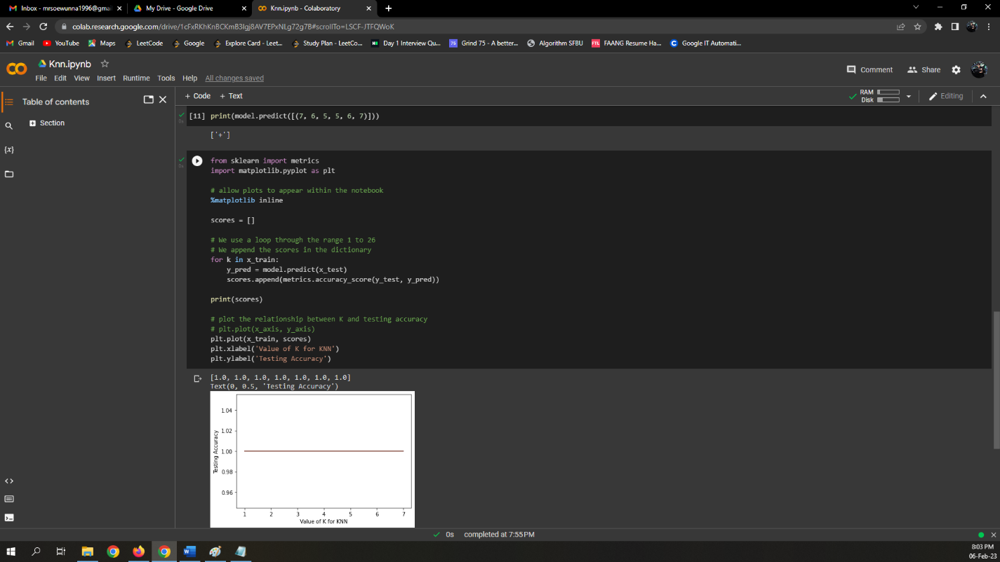 Inbox - mrsoewunna1996@gmai
My Drive - Google Drive
Knn.ipynb - Colaboratory
colab.research.google.com/drive/1cFxRKhKnBCKmB3Igj8AV7EPxNLg72g7B#scrollTo=LSCF-JTFQWoK
Gmail
YouTube
Maps
LeetCode
Google
Explore Card - Leet...
Study Plan - LeetCo...
Day 1 Interview Qu...
75
Grind 75 - A better...
Algorithm SFBU
FTL
FAANG Resume Ha...
Google IT Automati...
Knn.ipynb
File Edit View Insert Runtime Tools Help All changes saved
Comment
Share
Table of contents
Section
+ Code + Text
RAM
Disk
Editing
{x}
[11] print(model.predict([(7, 6, 5, 5, 6, 7)]))
0s
['+']
0s
from sklearn import metrics
import matplotlib.pyplot as plt
# allow plots to appear within the notebook
%matplotlib inline
scores = []
# We use a loop through the range 1 to 26
# We append the scores in the dictionary
for k in x_train:
y_pred = model.predict(x_test)
scores.append(metrics.accuracy_score(y_test, y_pred))
print(scores)
# plot the relationship between K and testing accuracy
# plt.plot(x_axis, y_axis)
plt.plot(x_train, scores)
plt.xlabel('Value of K for KNN')
plt.ylabel('Testing Accuracy')
[1.0, 1.0, 1.0, 1.0, 1.0, 1.0, 1.0]
Text(0, 0.5, 'Testing Accuracy')
1.04
1.02
1.00
0.98
0.96
Testing Accuracy
1 2 3 4 5 6 7
Value of K for KNN
0s completed at 7:55 PM
8:03 PM
06-Feb-23